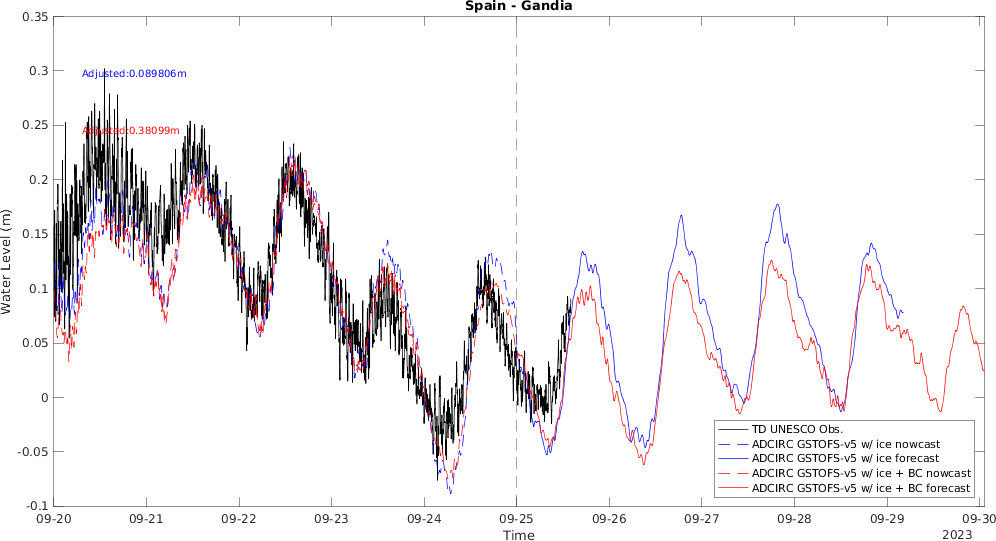 Spain - Gandia
0.35
0.3
0.25
0.2
0.15
0.1
0.05
0
-0.05
-0.1
Water Level (m)
Adjusted:0.089806m
Adjusted:0.38099m
TD UNESCO Obs.
ADCIRC GSTOFS-v5 w/ ice nowcast
ADCIRC GSTOFS-v5 w/ ice forecast
ADCIRC GSTOFS-v5 w/ ice + BC nowcast
ADCIRC GSTOFS-v5 w/ ice + BC forecast
09-20 09-21 09-22 09-23 09-24 09-25 09-26 09-27 09-28 09-29 09-30
Time
2023